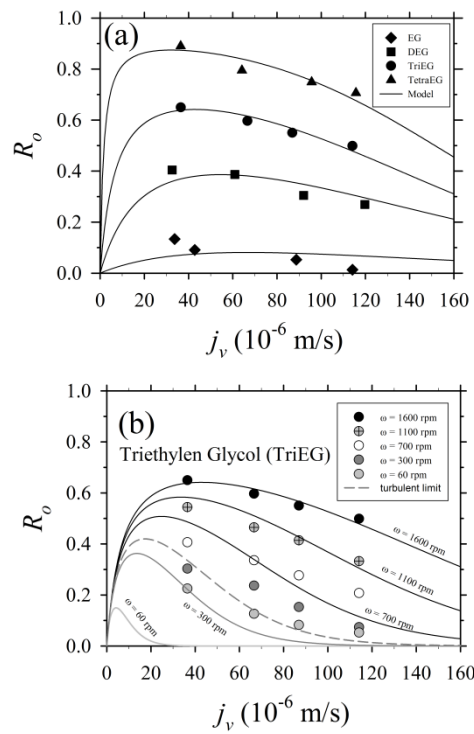 (a)
EG
DEG
TriEG
TetraEG
Model
R_o
1.0
0.8
0.6
0.4
0.2
0.0
0 20 40 60 80 100 120 140 160
j_v (10⁻⁶ m/s)
(b)
Triethylen Glycol (TriEG)
ω = 1600 rpm
ω = 1100 rpm
ω = 700 rpm
ω = 300 rpm
ω = 60 rpm
turbulent limit
R_o
1.0
0.8
0.6
0.4
0.2
0.0
ω = 1600 rpm
ω = 1100 rpm
ω = 700 rpm
ω = 300 rpm
ω = 60 rpm
0 20 40 60 80 100 120 140 160
j_v (10⁻⁶ m/s)